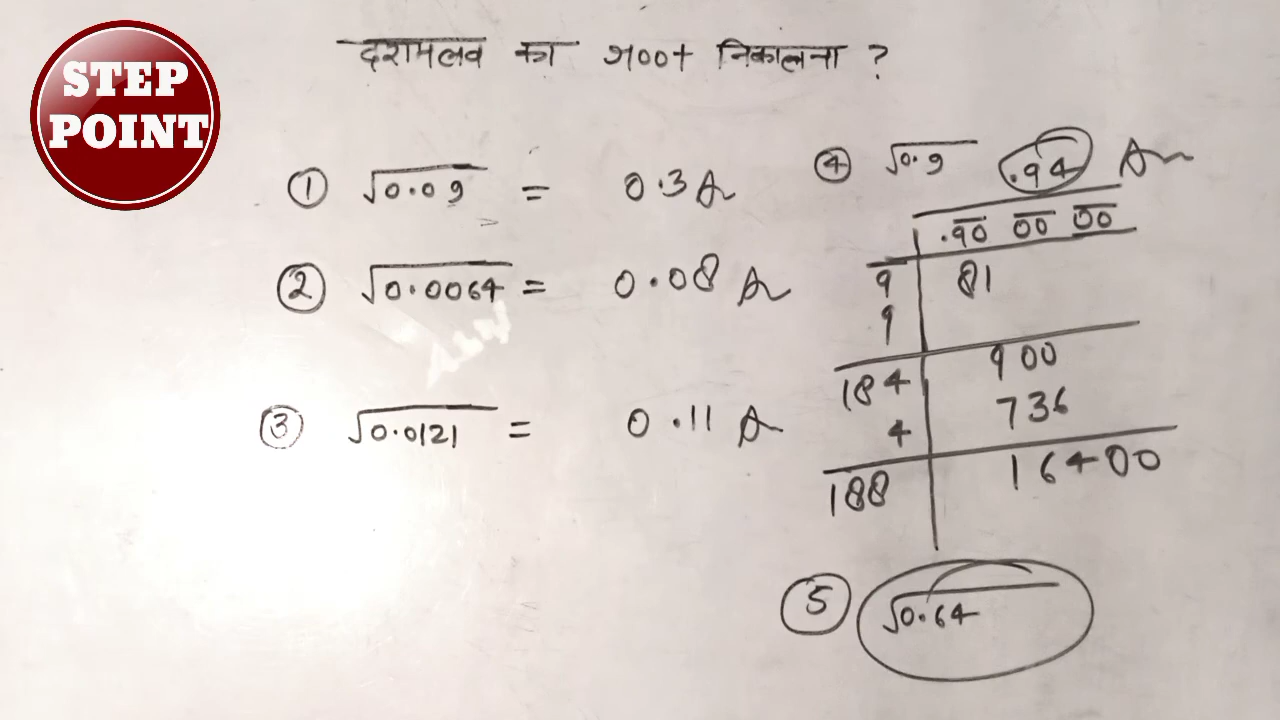 STEP
POINT
दशमलव का रूoot निकालना ?
① √0.09 = 0.3 A
② √0.0064 = 0.08 A
③ √0.0121 = 0.11 A
④ √0.9 .94 A
.90 00 00
9 81
9
900
184 736
4
188 16400
⑤ √0.64